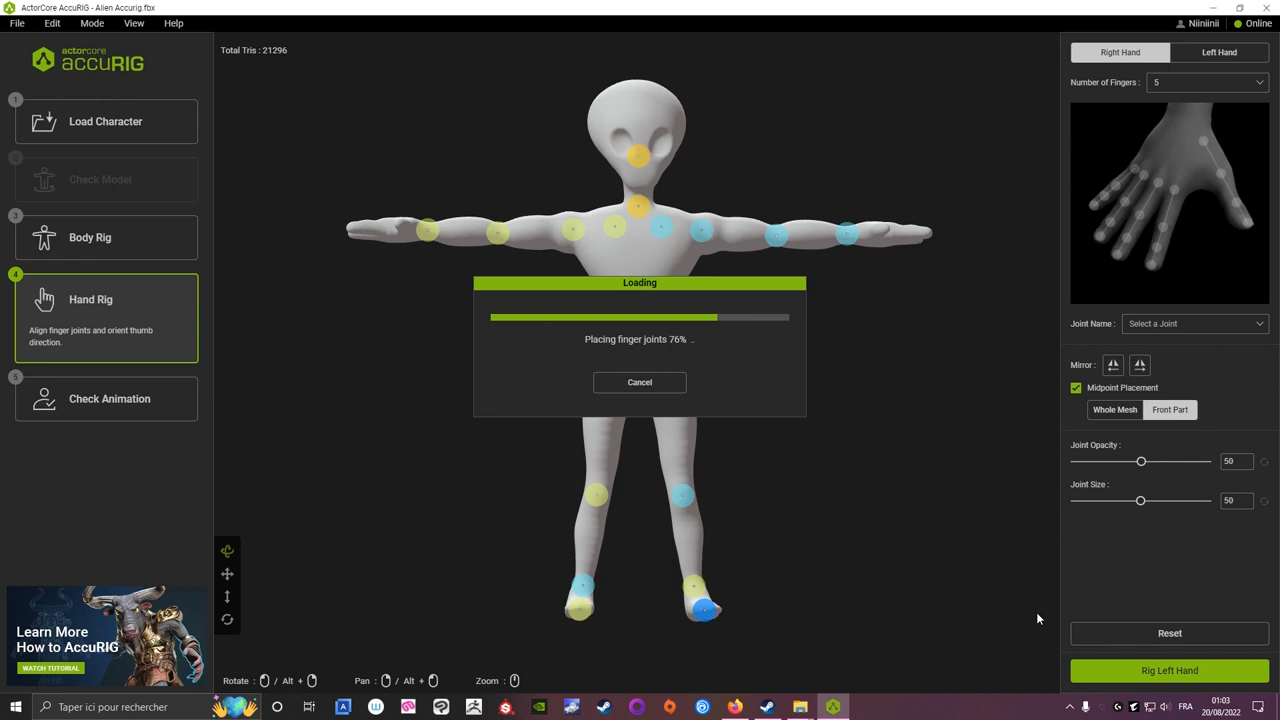 ActorCore AccuRIG - Alien Accurig.fbx
File Edit Mode View Help
Niiniinii Online
actorcore
accuRIG
Total Tris : 21296
1
Load Character
2
Check Model
3
Body Rig
4
Hand Rig
Align finger joints and orient thumb
direction.
5
Check Animation
Learn More
How to AccuRIG
WATCH TUTORIAL
Loading
Placing finger joints 76% ..
Cancel
Rotate : / Alt + Pan : / Alt + Zoom :
Right Hand Left Hand
Number of Fingers : 5
Joint Name : Select a Joint
Mirror :
Midpoint Placement
Whole Mesh Front Part
Joint Opacity :
50
Joint Size :
50
Reset
Rig Left Hand
Taper ici pour rechercher
FRA
01:03
20/08/2022